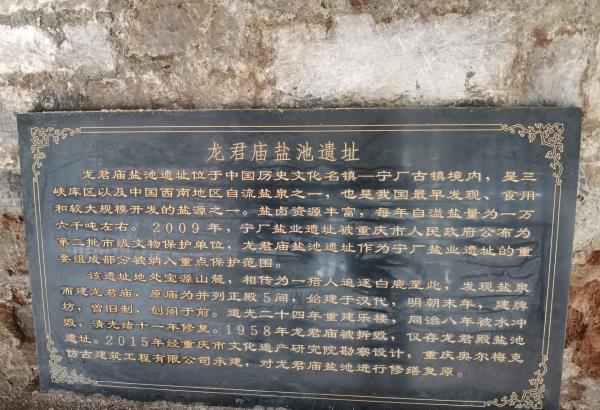 龙君庙盐池遗址
龙君庙盐池遗址位于中国历史文化名镇—宁厂古镇境内，是三
峡库区以及中国西南地区自流盐泉之一，也是我国最早发现、食用
和较大规模开发的盐源之一。盐卤资源丰富，每年自溢盐量为一万
六千吨左右。2009年，宁厂盐业遗址被重庆市人民政府公布为
第二批市级文物保护单位，龙君庙盐池遗址作为宁厂盐业遗址的重
要组成部分被纳入重点保护范围。
该遗址地处宝源山麓，相传为一猎人追逐白鹿至此，发现盐泉
而建龙君庙，原庙为并列正殿5间，始建于汉代，明朝末年，建牌
坊、宫旧制，创阁于前。道光二十四年重建乐楼，同治八年被水冲
毁，清光绪十一年修复。1958年龙君庙被拆毁，仅存龙君殿盐池
遗址。2015年经重庆市文化遗产研究院勘察设计，重庆奥尔梅克
仿古建筑工程有限公司承建，对龙君庙盐池进行修缮复原。